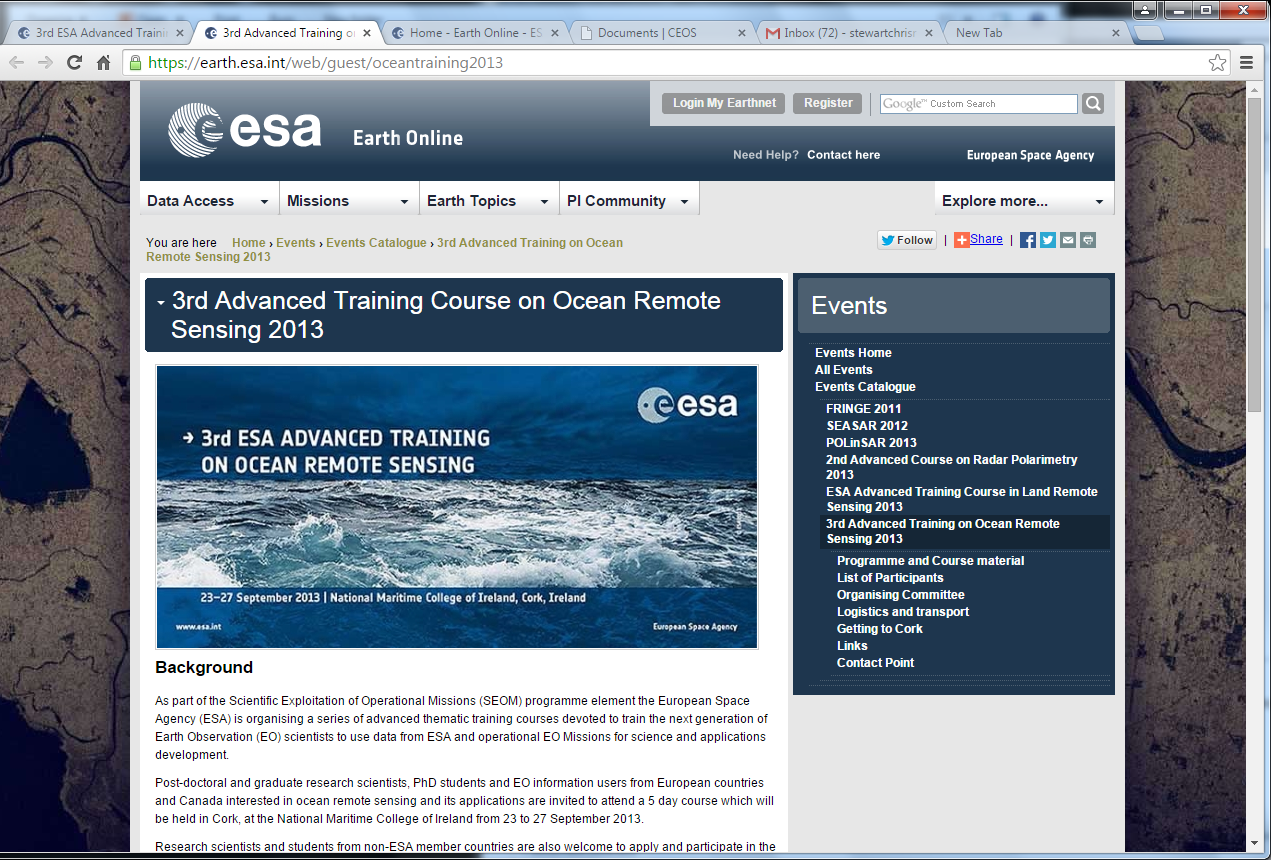 3rd ESA Advanced Trainin
3rd Advanced Training on
Home - Earth Online - ES
Documents | CEOS
Inbox (72) - stewartchrism
New Tab
https://earth.esa.int/web/guest/oceantraining2013
Login My Earthnet
Register
Google™ Custom Search
esa
Earth Online
Need Help? Contact here
European Space Agency
Data Access
Missions
Earth Topics
PI Community
Explore more...
You are here Home › Events › Events Catalogue › 3rd Advanced Training on Ocean
Remote Sensing 2013
Follow | Share |
3rd Advanced Training Course on Ocean Remote
Sensing 2013
esa
→ 3rd ESA ADVANCED TRAINING
ON OCEAN REMOTE SENSING
23–27 September 2013 | National Maritime College of Ireland, Cork, Ireland
www.esa.int
European Space Agency
Background
As part of the Scientific Exploitation of Operational Missions (SEOM) programme element the European Space
Agency (ESA) is organising a series of advanced thematic training courses devoted to train the next generation of
Earth Observation (EO) scientists to use data from ESA and operational EO Missions for science and applications
development.
Post-doctoral and graduate research scientists, PhD students and EO information users from European countries
and Canada interested in ocean remote sensing and its applications are invited to attend a 5 day course which will
be held in Cork, at the National Maritime College of Ireland from 23 to 27 September 2013.
Research scientists and students from non-ESA member countries are also welcome to apply and participate in the
Events
Events Home
All Events
Events Catalogue
FRINGE 2011
SEASAR 2012
POLinSAR 2013
2nd Advanced Course on Radar Polarimetry
2013
ESA Advanced Training Course in Land Remote
Sensing 2013
3rd Advanced Training on Ocean Remote
Sensing 2013
Programme and Course material
List of Participants
Organising Committee
Logistics and transport
Getting to Cork
Links
Contact Point